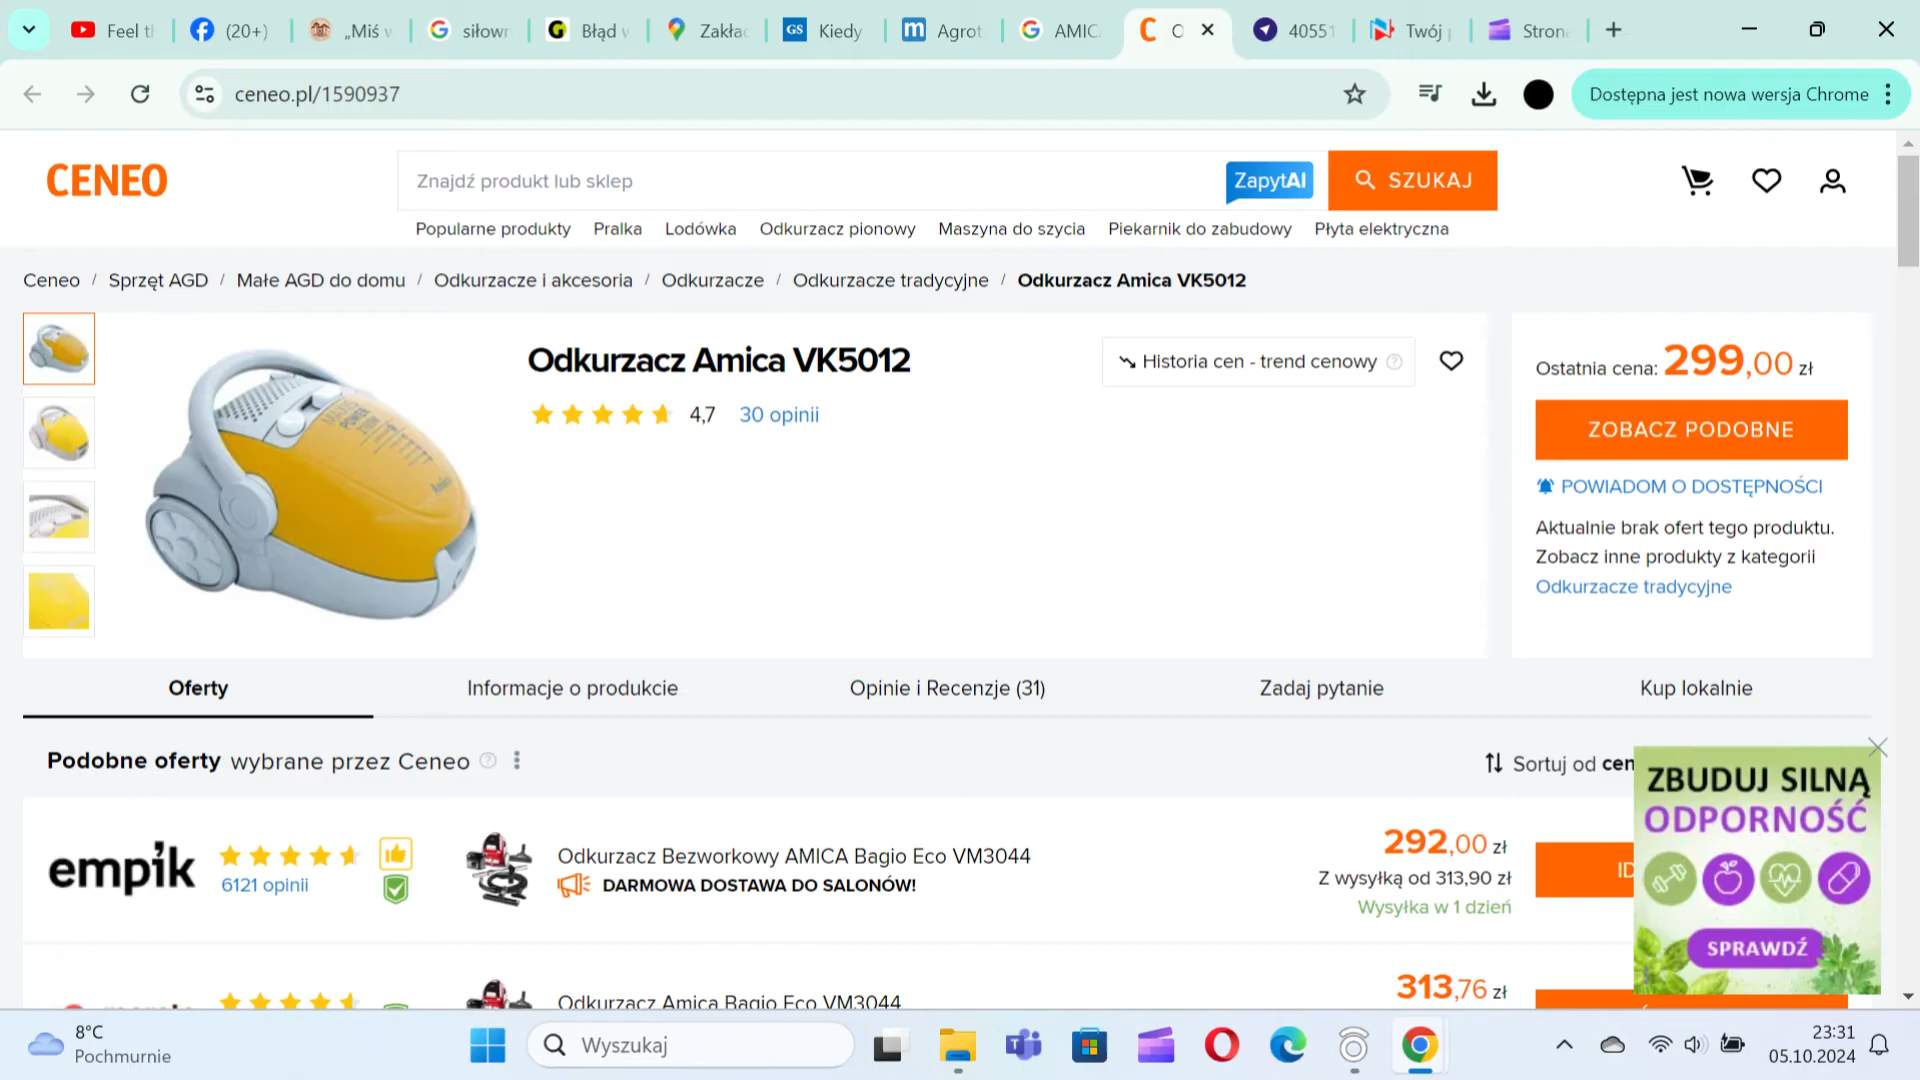 Feel t
(20+)
„Miś w
siłown
Błąd w
Zakład
GS Kiedy
Agrot
AMIC
C
40551
Twój
Strona
ceneo.pl/1590937
Dostępna jest nowa wersja Chrome
CENEO
Znajdź produkt lub sklep
ZapytAI
SZUKAJ
Popularne produkty Pralka Lodówka Odkurzacz pionowy Maszyna do szycia Piekarnik do zabudowy Płyta elektryczna
Ceneo / Sprzęt AGD / Małe AGD do domu / Odkurzacze i akcesoria / Odkurzacze / Odkurzacze tradycyjne / Odkurzacz Amica VK5012
Odkurzacz Amica VK5012
Historia cen - trend cenowy
4,7 30 opinii
Ostatnia cena: 299,00 zł
ZOBACZ PODOBNE
POWIADOM O DOSTĘPNOŚCI
Aktualnie brak ofert tego produktu.
Zobacz inne produkty z kategorii
Odkurzacze tradycyjne
Oferty
Informacje o produkcie
Opinie i Recenzje (31)
Zadaj pytanie
Kup lokalnie
Podobne oferty wybrane przez Ceneo
Sortuj od cen
empik
6121 opinii
Odkurzacz Bezworkowy AMICA Bagio Eco VM3044
DARMOWA DOSTAWA DO SALONÓW!
292,00 zł
Z wysyłką od 313,90 zł
Wysyłka w 1 dzień
ID
ZBUDUJ SILNĄ
ODPORNOŚĆ
SPRAWDŹ
Odkurzacz Amica Bagio Eco VM3044
313,76 zł
8°C
Pochmurnie
Wyszukaj
23:31
05.10.2024